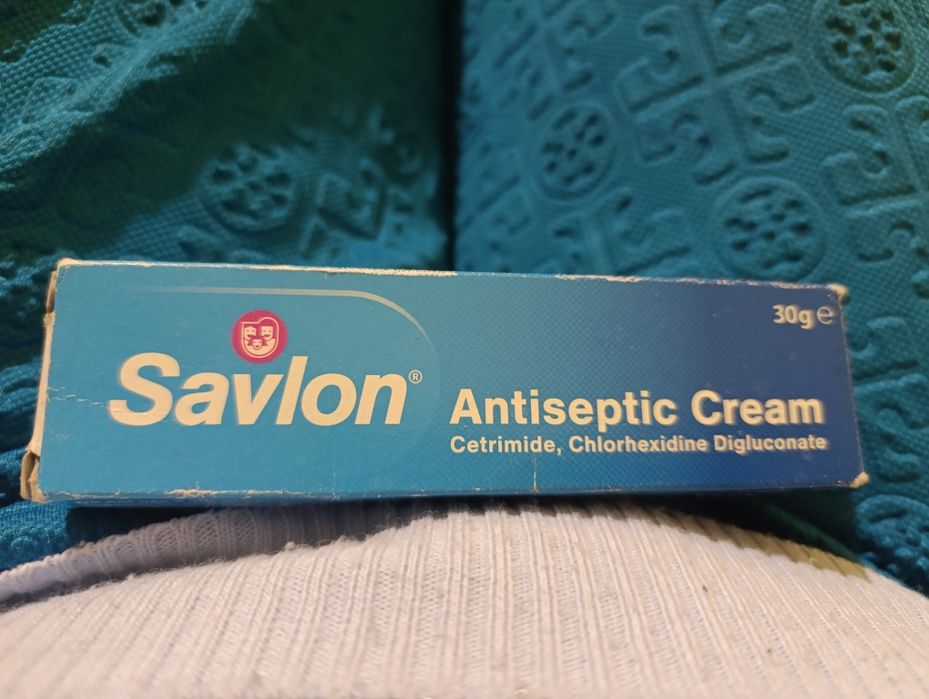 30g ℮
Savlon®
Antiseptic Cream
Cetrimide, Chlorhexidine Digluconate